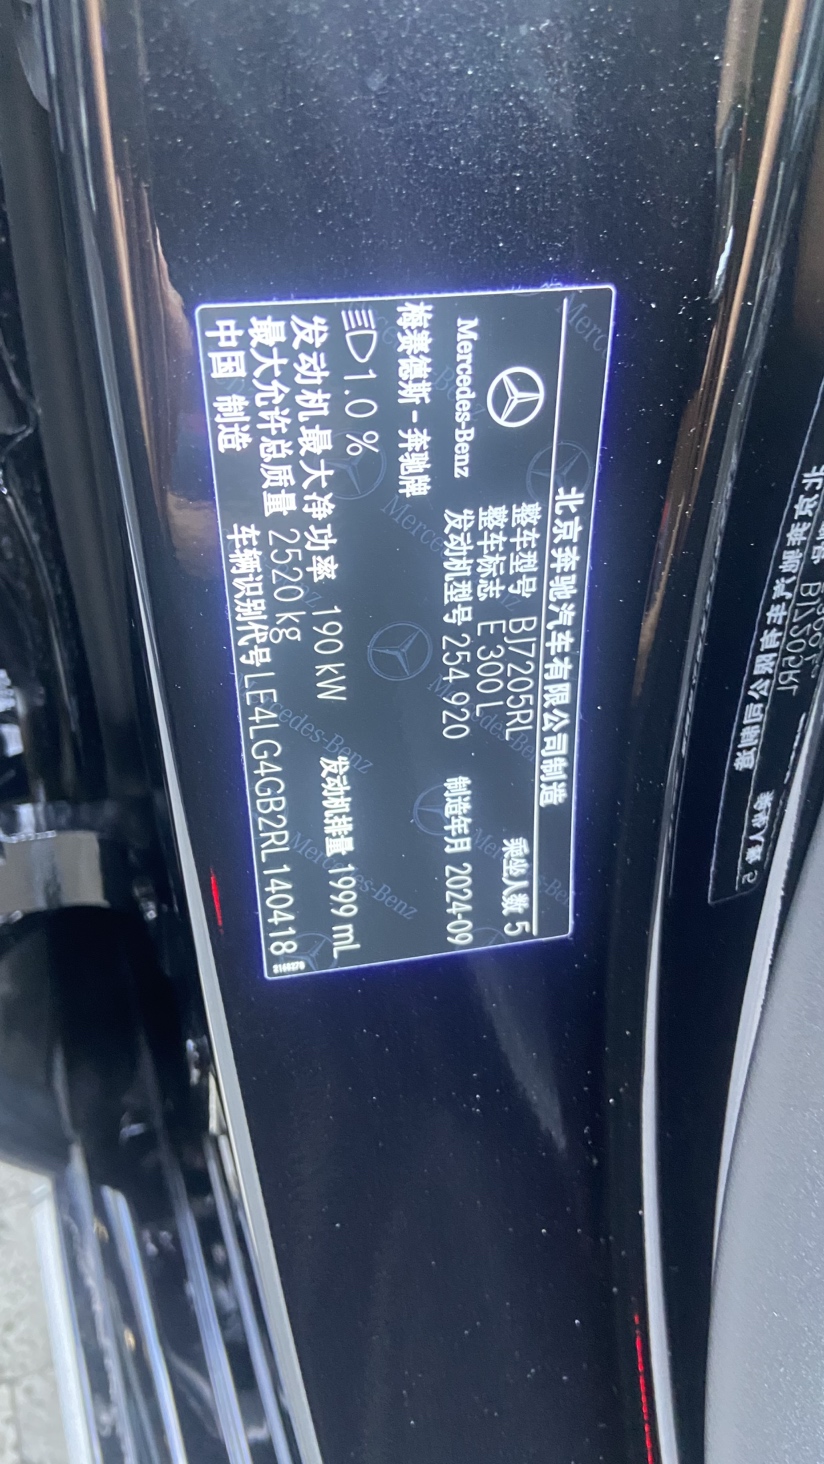 北京奔驰汽车有限公司制造
Mercedes-Benz
梅赛德斯-奔驰牌
整车型号 BJ7205RL 乘坐人数 5
整车标志 E 300 L
发动机型号 254 920 制造年月 2024-09
1.0 %
发动机最大净功率 190 kW 发动机排量 1999 mL
最大允许总质量 2520 kg
中国 制造 车辆识别代号 LE4LG4GB2RL140418